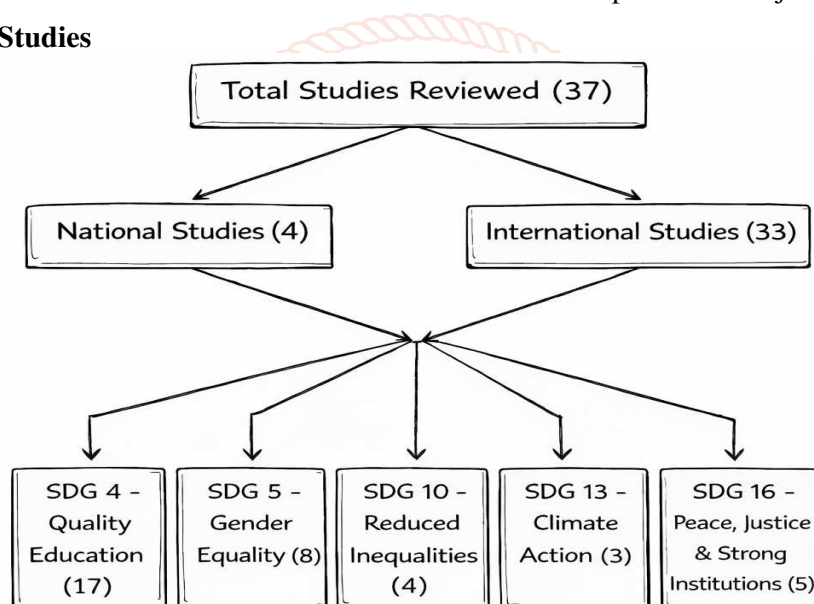 Studies
Total Studies Reviewed (37)
National Studies (4)
International Studies (33)
SDG 4 -
Quality
Education
(17)
SDG 5 -
Gender
Equality (8)
SDG 10 -
Reduced
Inequalities
(4)
SDG 13 -
Climate
Action (3)
SDG 16 -
Peace, Justice
& Strong
Institutions (5)